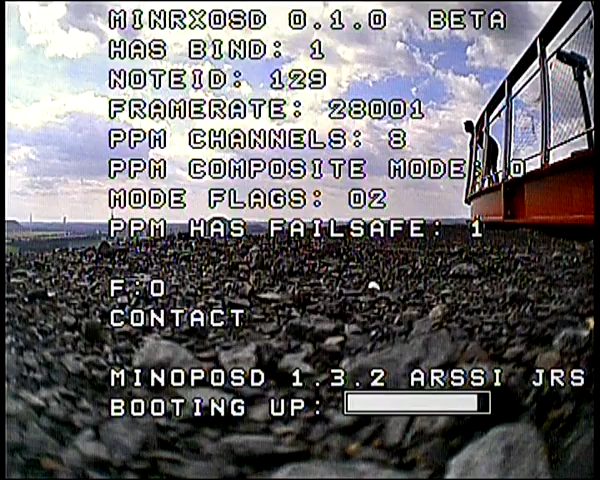 MINRXOSD 0.1.0 BETA
HAS BIND: 1
NOTEID: 129
FRAMERATE: 28001
PPM CHANNELS: 8
PPM COMPOSITE MODE: 0
MODE FLAGS: 02
PPM HAS FAILSAFE: 1
F:0
CONTACT
MINOPOSD 1.3.2 ARSSI JRS
BOOTING UP: